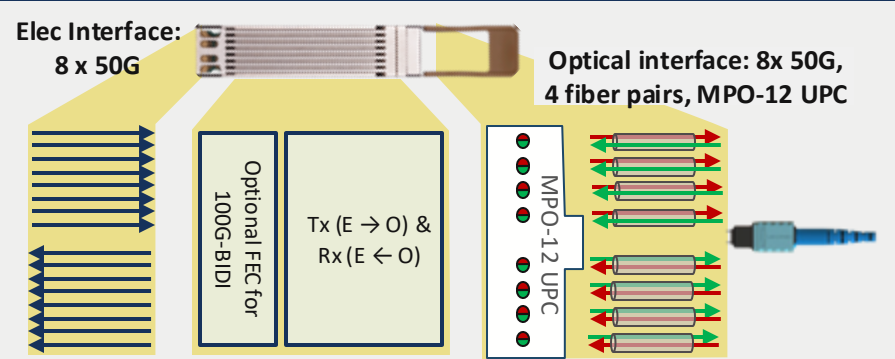 Elec Interface:
8 x 50G
Optical interface: 8x 50G,
4 fiber pairs, MPO-12 UPC
Optional FEC for
100G-BIDI
Tx (E → O) &
Rx (E ← O)
MPO-12 UPC